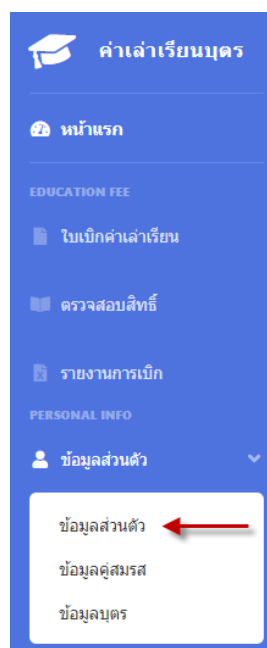 ค่าเล่าเรียนบุตร
หน้าแรก
EDUCATION FEE
ใบเบิกค่าเล่าเรียน
ตรวจสอบสิทธิ์
รายงานการเบิก
PERSONAL INFO
ข้อมูลส่วนตัว
ข้อมูลส่วนตัว
ข้อมูลคู่สมรส
ข้อมูลบุตร